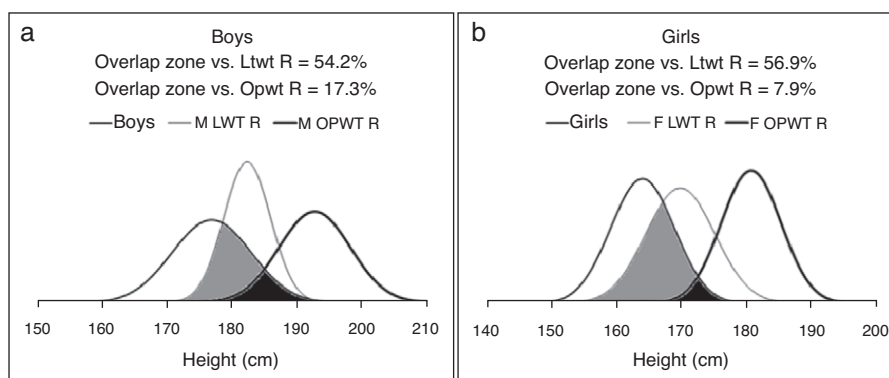 a
Boys
Overlap zone vs. Ltwt R = 54.2%
Overlap zone vs. Opwt R = 17.3%
Boys M LWT R M OPWT R
150 160 170 180 190 200 210
Height (cm)
b
Girls
Overlap zone vs. Ltwt R = 56.9%
Overlap zone vs. Opwt R = 7.9%
Girls F LWT R F OPWT R
140 150 160 170 180 190 200
Height (cm)